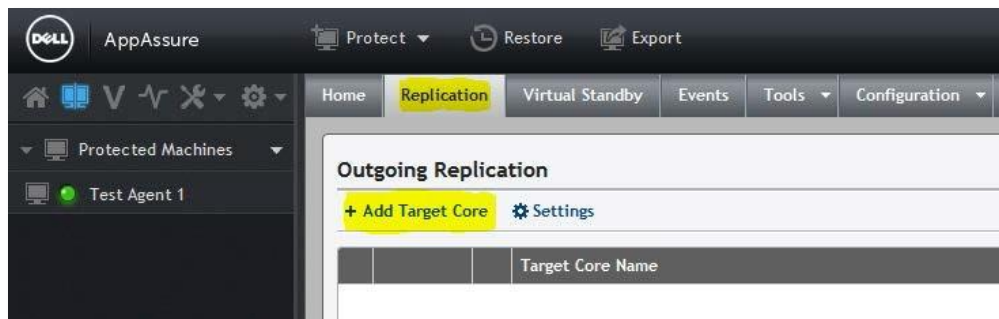 DELL AppAssure Protect Restore Export
V
Home Replication Virtual Standby Events Tools Configuration
Protected Machines
Test Agent 1
Outgoing Replication
+ Add Target Core Settings
Target Core Name